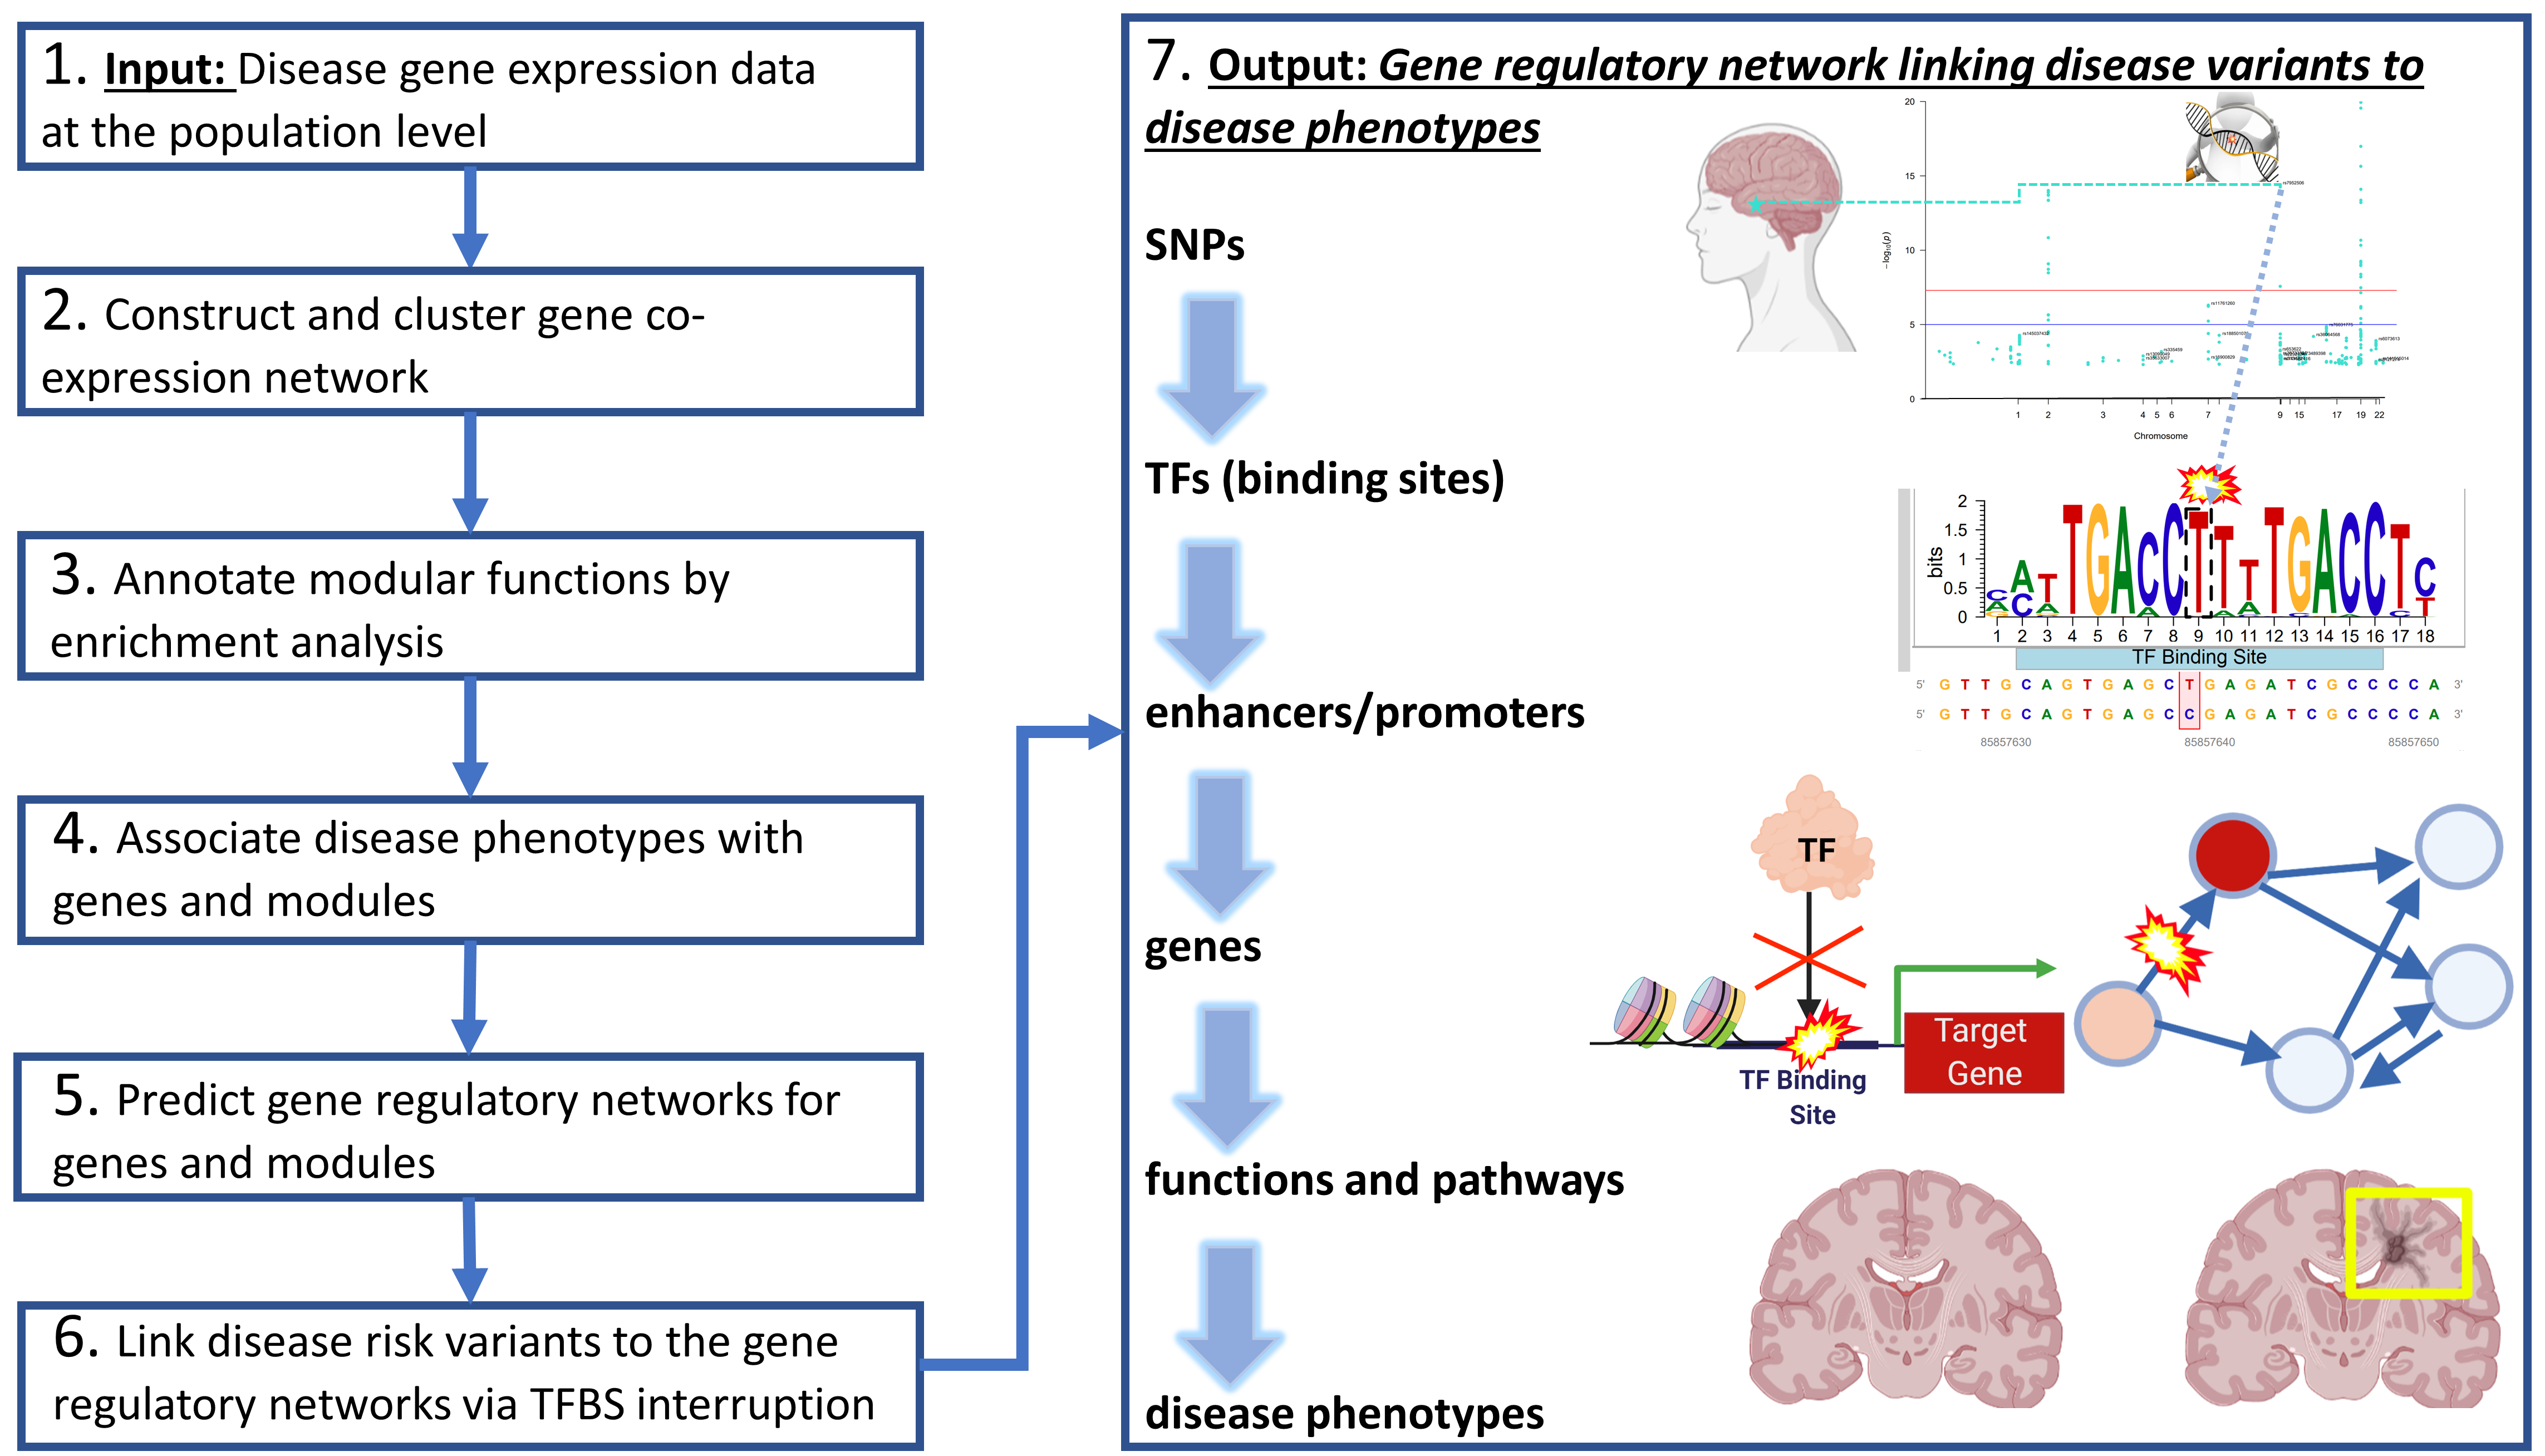 1. Input: Disease gene expression data
at the population level
2. Construct and cluster gene co-
expression network
3. Annotate modular functions by
enrichment analysis
4. Associate disease phenotypes with
genes and modules
5. Predict gene regulatory networks for
genes and modules
6. Link disease risk variants to the gene
regulatory networks via TFBS interruption
7. Output: Gene regulatory network linking disease variants to
disease phenotypes
SNPs
TFs (binding sites)
enhancers/promoters
genes
functions and pathways
disease phenotypes
20
15
10
5
0
−log10(p)
rs7952508
rs11761260
rs335459
1 2 3 4 5 6 7 9 15 17 19 22
Chromosome
2
1.5
1
0.5
0
bits
C A T T G A C C T T T T G A C C T C
A C A A A A C T
1 2 3 4 5 6 7 8 9 10 11 12 13 14 15 16 17 18
TF Binding Site
5' G T T G C A G T G A G C T G A G A T C G C C C C A 3'
5' G T T G C A G T G A G C C G A G A T C G C C C C A 3'
85857630 85857640 85857650
TF
TF Binding
Site
Target
Gene